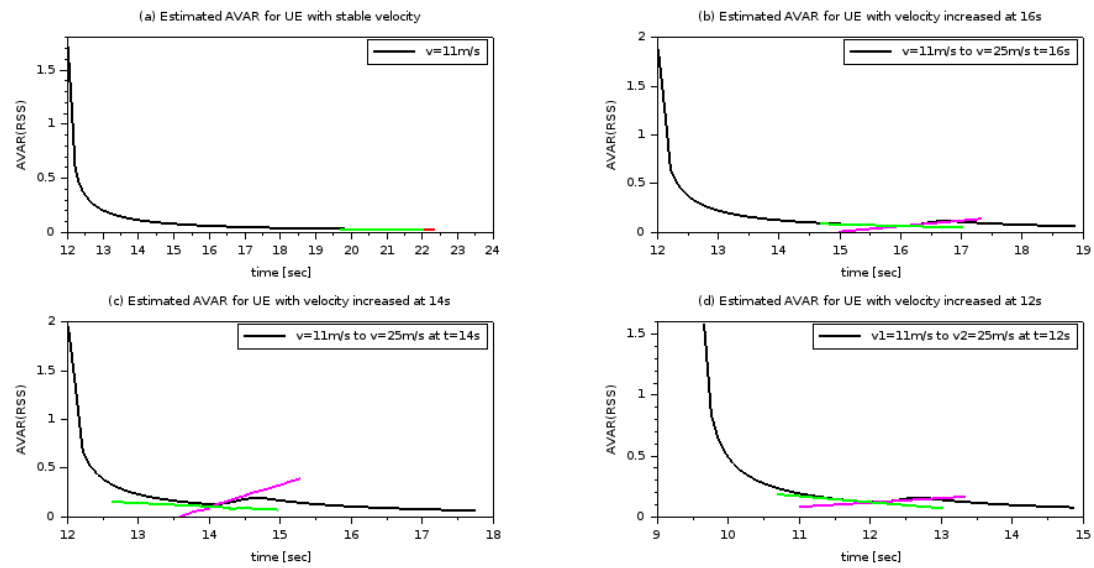 (a) Estimated AVAR for UE with stable velocity
v=11m/s
AVAR(RSS)
1.5
1
0.5
0
12 13 14 15 16 17 18 19 20 21 22 23 24
time [sec]
(b) Estimated AVAR for UE with velocity increased at 16s
v=11m/s to v=25m/s t=16s
AVAR(RSS)
2
1.5
1
0.5
0
12 13 14 15 16 17 18 19
time [sec]
(c) Estimated AVAR for UE with velocity increased at 14s
v=11m/s to v=25m/s at t=14s
AVAR(RSS)
2
1.5
1
0.5
0
12 13 14 15 16 17 18
time [sec]
(d) Estimated AVAR for UE with velocity increased at 12s
v1=11m/s to v2=25m/s at t=12s
AVAR(RSS)
1.5
1
0.5
0
9 10 11 12 13 14 15
time [sec]